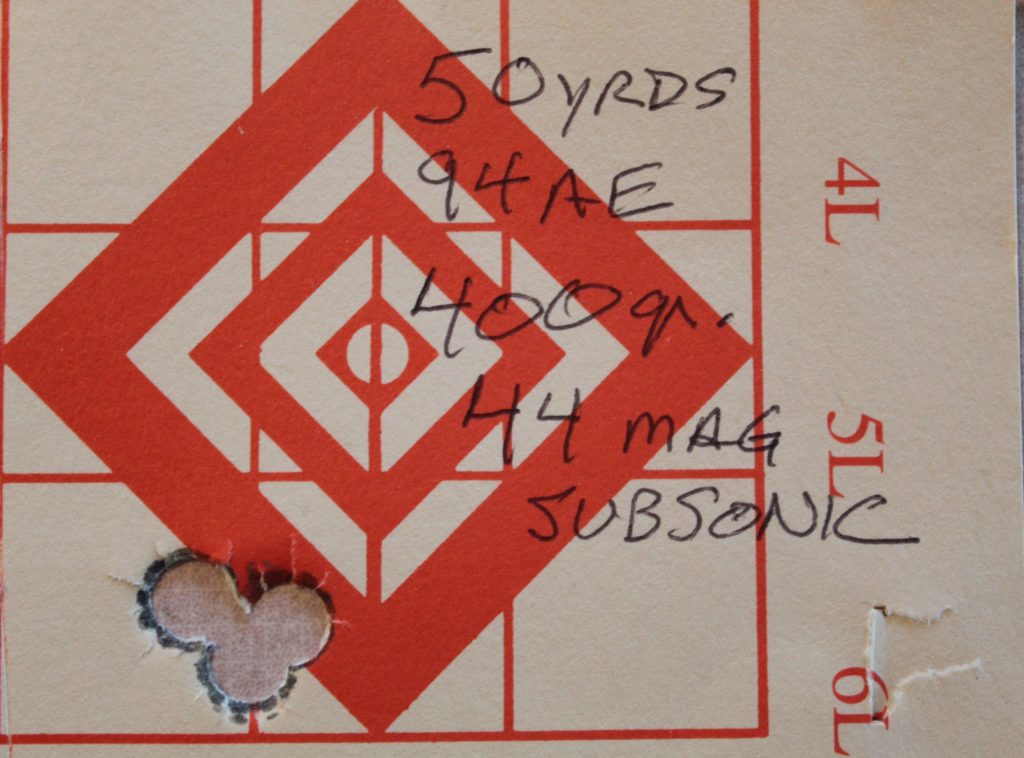 50YRDS
94AE
400gr.
44 MAG
SUBSONIC
4L
5L
6L